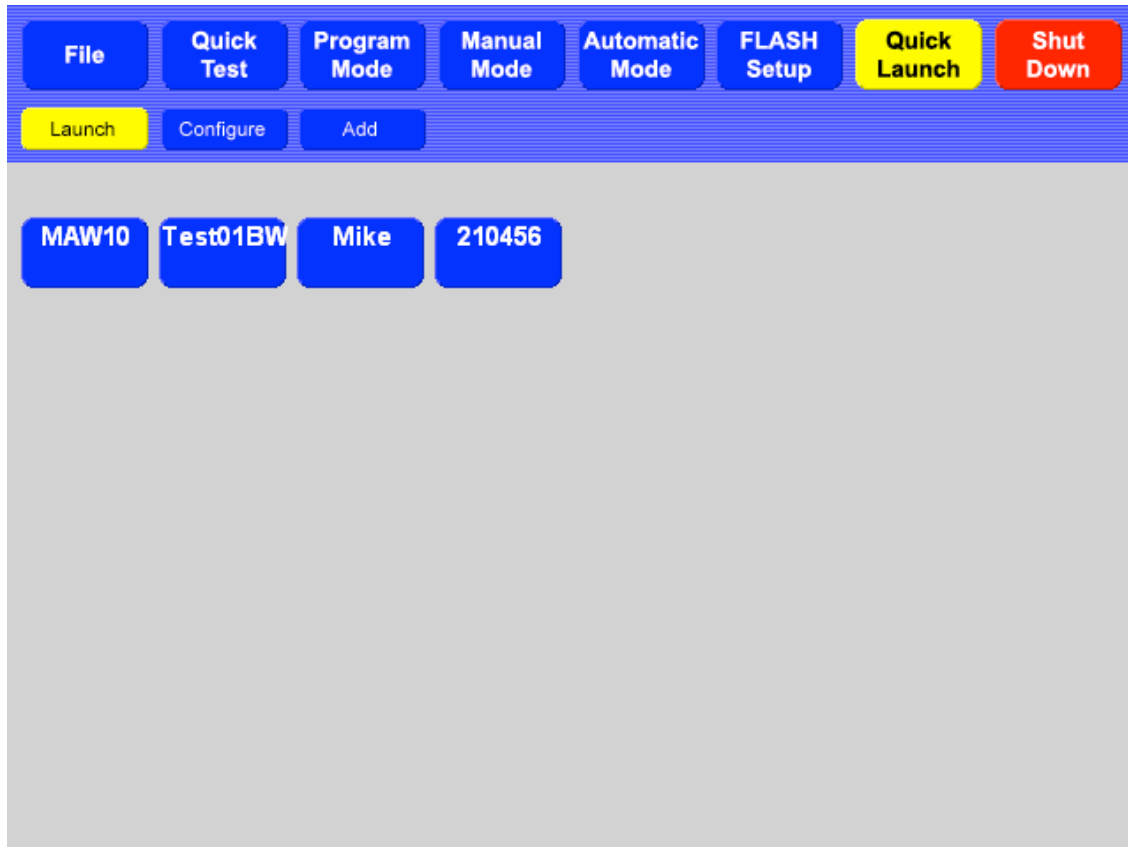 File
Quick
Test
Program
Mode
Manual
Mode
Automatic
Mode
FLASH
Setup
Quick
Launch
Shut
Down
Launch
Configure
Add
MAW10
Test01BW
Mike
210456